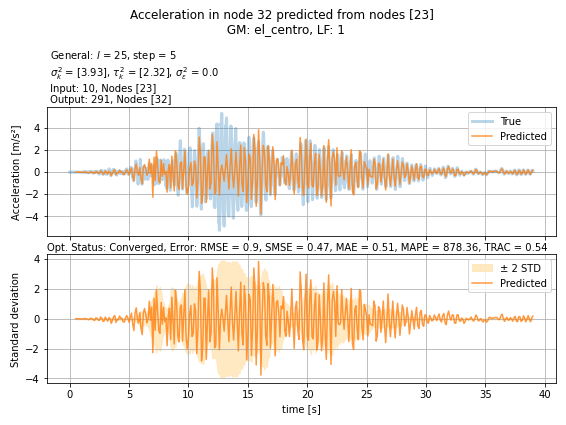 Acceleration in node 32 predicted from nodes [23]
GM: el_centro, LF: 1
General: l = 25, step = 5
σ²ₖ = [3.93], τ²ₖ = [2.32], σ²ε = 0.0
Input: 10, Nodes [23]
Output: 291, Nodes [32]
Acceleration [m/s²]
4
2
0
−2
−4
True
Predicted
Opt. Status: Converged, Error: RMSE = 0.9, SMSE = 0.47, MAE = 0.51, MAPE = 878.36, TRAC = 0.54
Standard deviation
4
2
0
−2
−4
± 2 STD
Predicted
0 5 10 15 20 25 30 35 40
time [s]